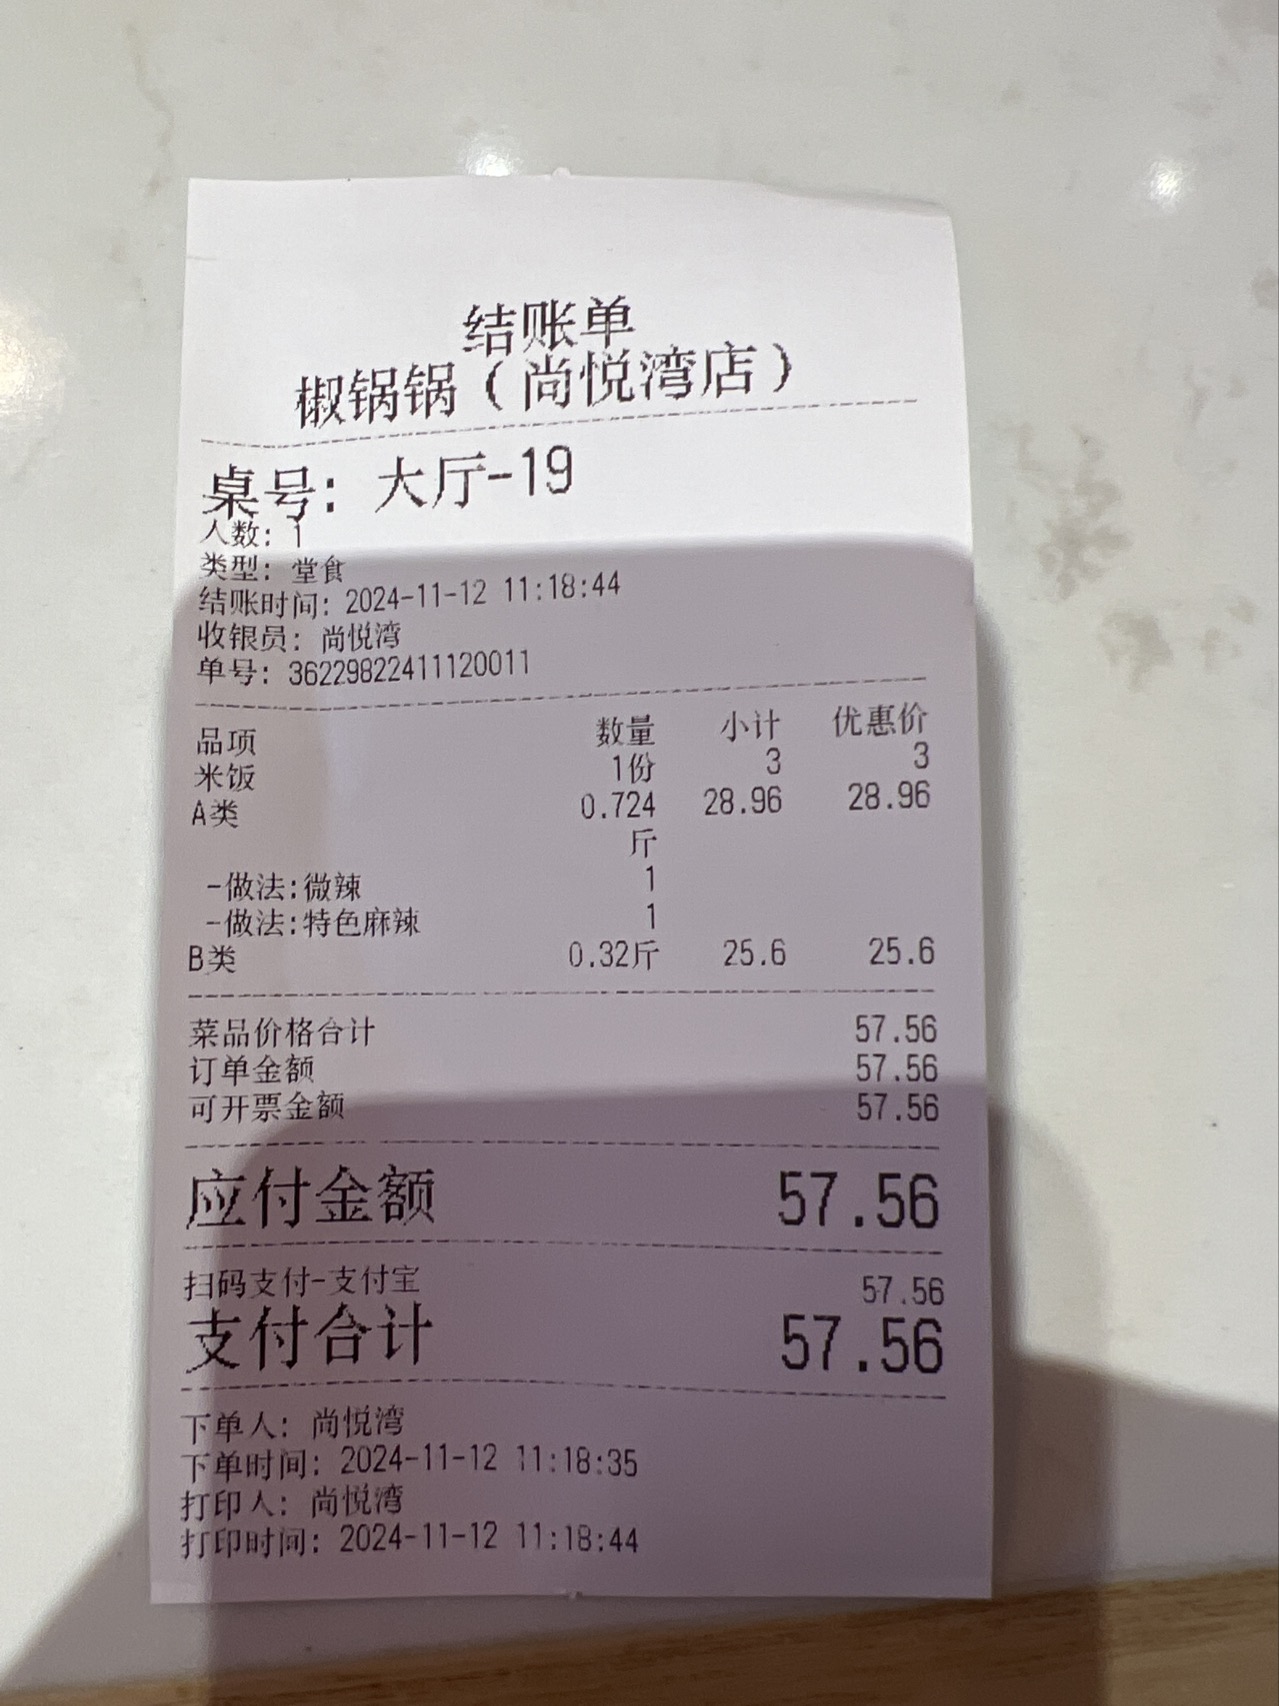 结账单
椒锅锅（尚悦湾店）
桌号: 大厅-19
人数: 1
类型: 堂食
结账时间: 2024-11-12 11:18:44
收银员: 尚悦湾
单号: 36229822411120011
品项 数量 小计 优惠价
米饭 1份 3 3
A类 0.724 28.96 28.96
斤
-做法:微辣 1
-做法:特色麻辣 1
B类 0.32斤 25.6 25.6
菜品价格合计 57.56
订单金额 57.56
可开票金额 57.56
应付金额 57.56
扫码支付-支付宝 57.56
支付合计 57.56
下单人: 尚悦湾
下单时间: 2024-11-12 11:18:35
打印人: 尚悦湾
打印时间: 2024-11-12 11:18:44